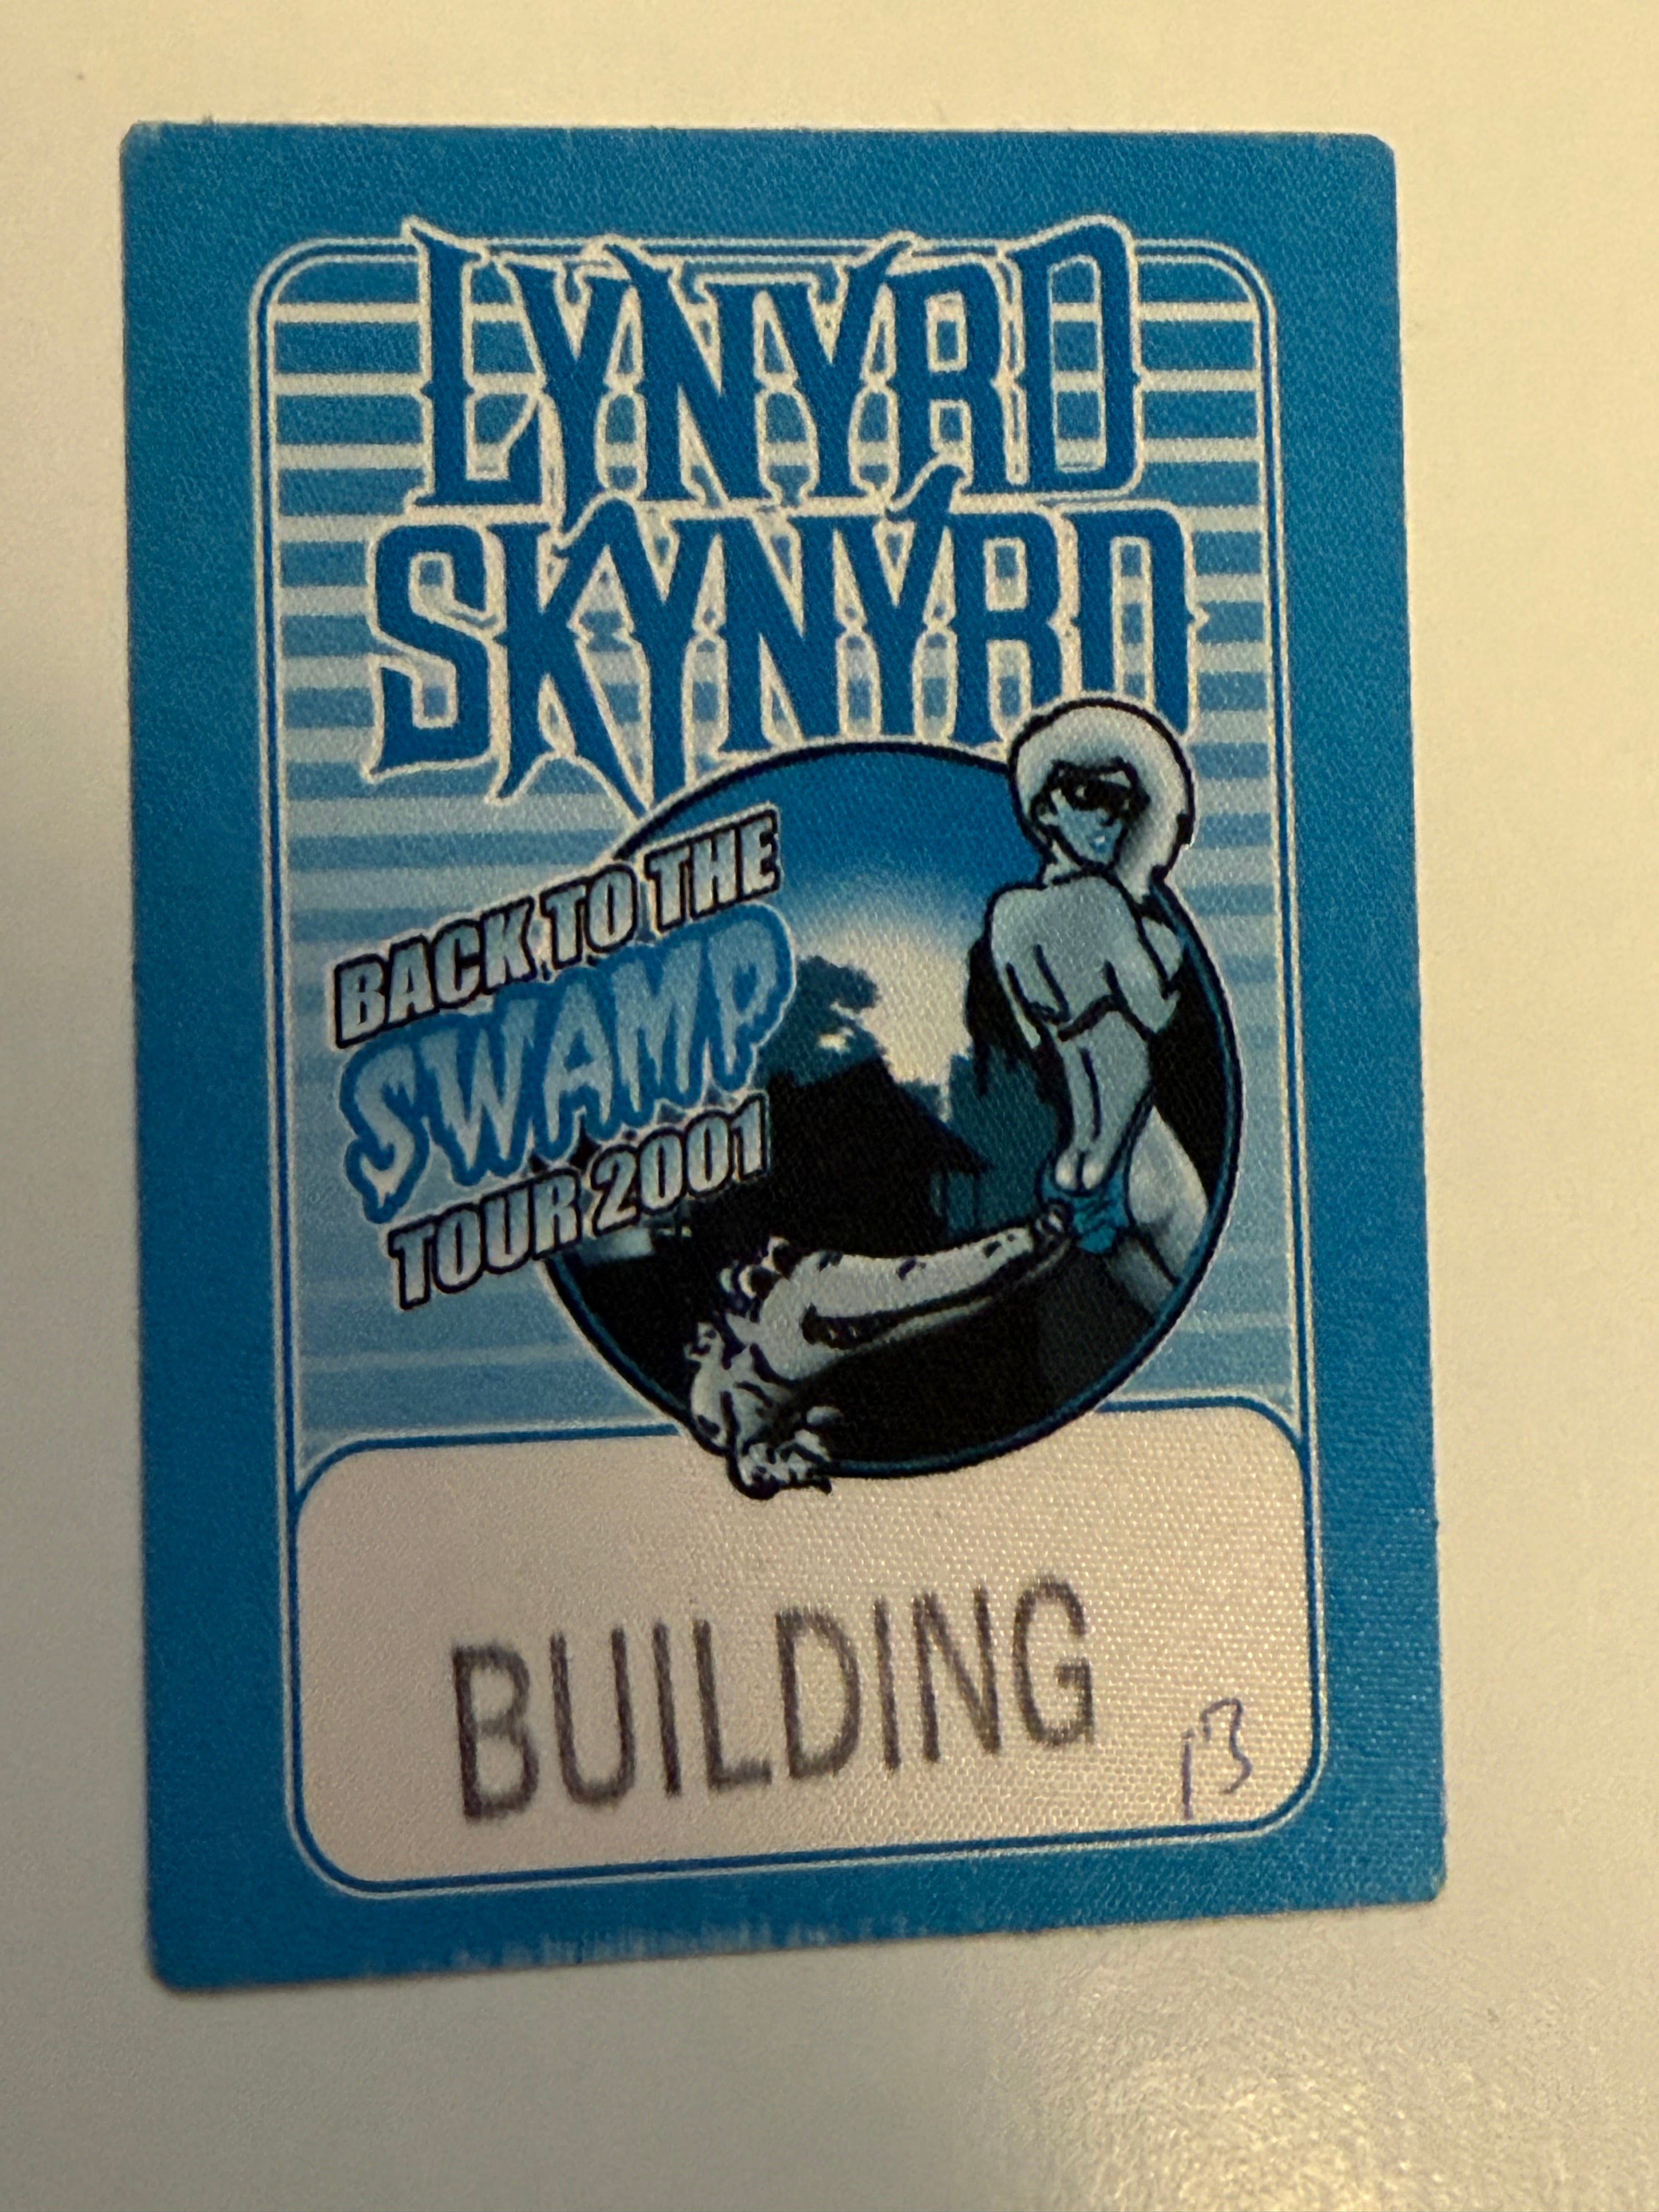 LYNYRD
SKYNYRD
BACK TO THE
SWAMP
TOUR 2001
BUILDING
13